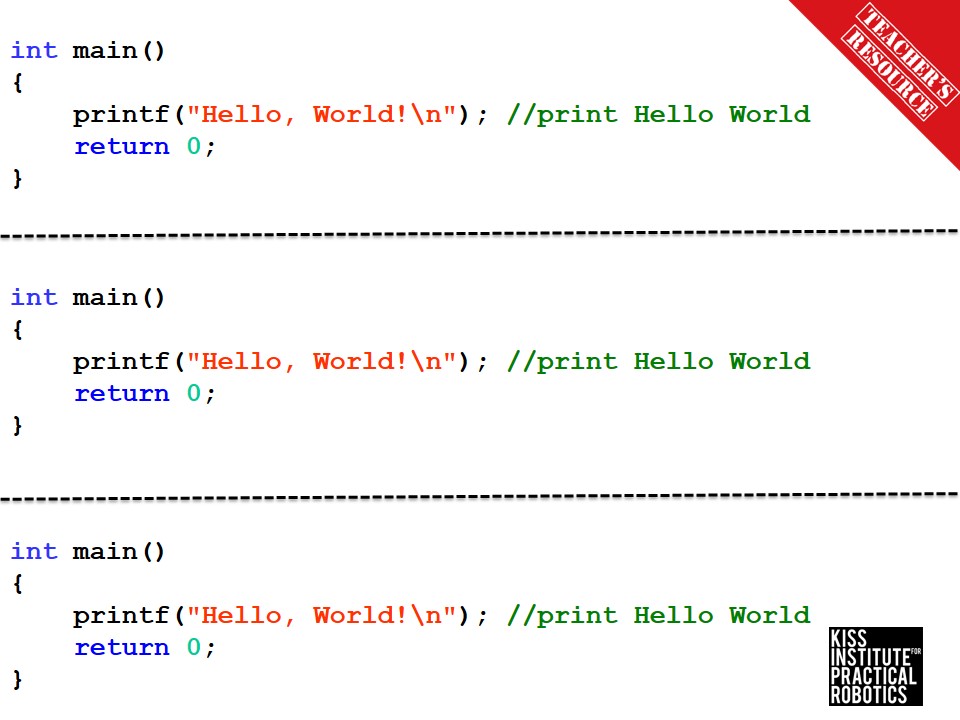 TEACHER'S
RESOURCE
int main()
{
    printf("Hello, World!\n"); //print Hello World
    return 0;
}
int main()
{
    printf("Hello, World!\n"); //print Hello World
    return 0;
}
int main()
{
    printf("Hello, World!\n"); //print Hello World
    return 0;
}
KISS
INSTITUTE FOR
PRACTICAL
ROBOTICS